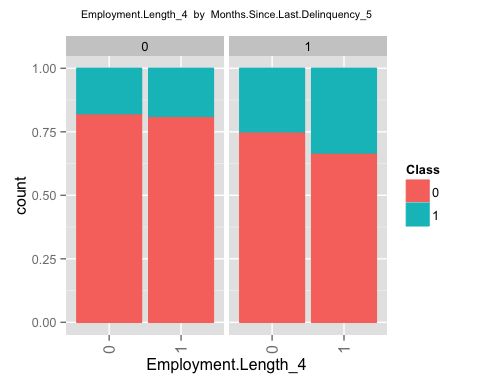 Employment.Length_4 by Months.Since.Last.Delinquency_5
0 1
1.00
0.75
0.50
0.25
0.00
count
0 1 0 1
Employment.Length_4
Class
0
1